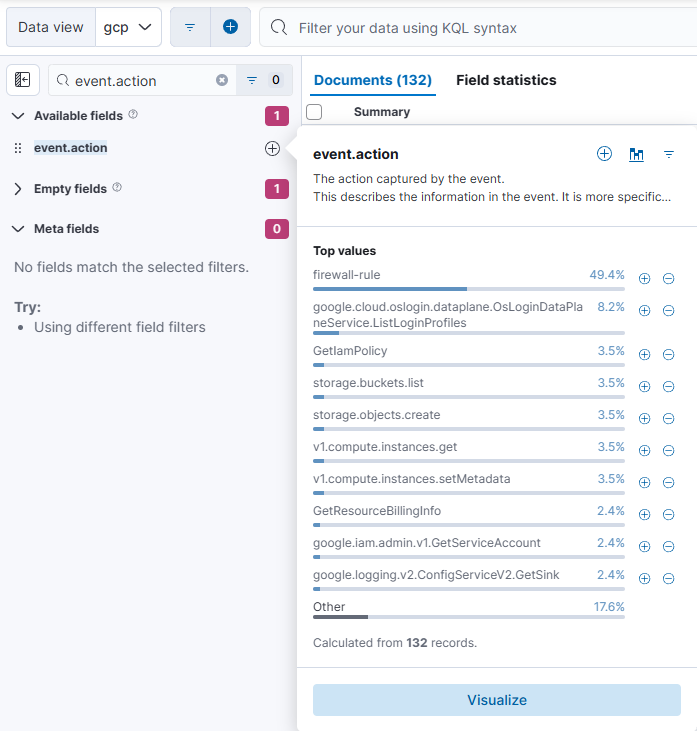 Data view
gcp
Filter your data using KQL syntax
event.action
0
Documents (132)
Field statistics
Summary
Available fields
1
event.action
Empty fields
1
Meta fields
0
No fields match the selected filters.
Try:
• Using different field filters
event.action
The action captured by the event.
This describes the information in the event. It is more specific...
Top values
firewall-rule
49.4%
google.cloud.oslogin.dataplane.OsLoginDataPla
neService.ListLoginProfiles
8.2%
GetIamPolicy
3.5%
storage.buckets.list
3.5%
storage.objects.create
3.5%
v1.compute.instances.get
3.5%
v1.compute.instances.setMetadata
3.5%
GetResourceBillingInfo
2.4%
google.iam.admin.v1.GetServiceAccount
2.4%
google.logging.v2.ConfigServiceV2.GetSink
2.4%
Other
17.6%
Calculated from 132 records.
Visualize